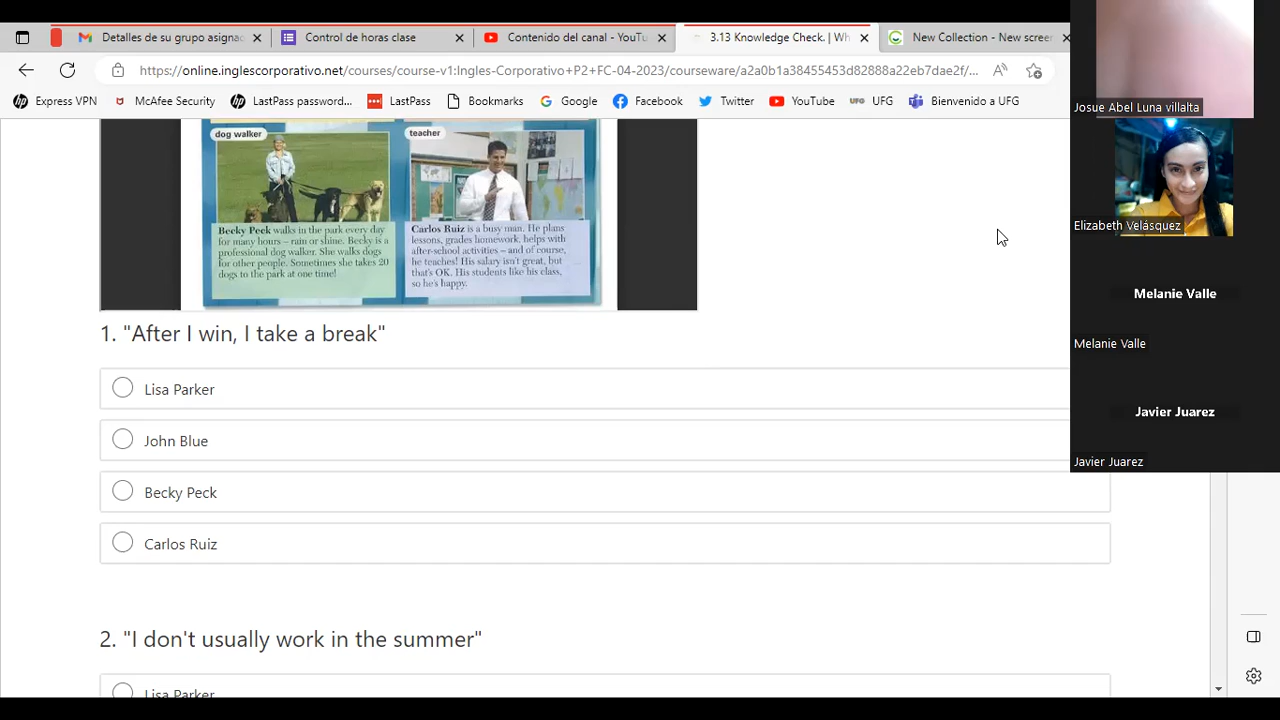 Detalles de su grupo asignac
Control de horas clase
Contenido del canal - YouTu
3.13 Knowledge Check. | Wh
New Collection - New screer
https://online.inglescorporativo.net/courses/course-v1:Ingles-Corporativo+P2+FC-04-2023/courseware/a2a0b1a38455453d82888a22eb7dae2f/...
Express VPN
McAfee Security
LastPass password...
LastPass
Bookmarks
Google
Facebook
Twitter
YouTube
UFG
Bienvenido a UFG
Josue Abel Luna villalta
Elizabeth Velásquez
Melanie Valle
Melanie Valle
Javier Juarez
Javier Juarez
dog walker
Becky Peck walks in the park every day
for many hours – rain or shine. Becky is a
professional dog walker. She walks dogs
for other people. Sometimes she takes 20
dogs to the park at one time!
teacher
Carlos Ruiz is a busy man. He plans
lessons, grades homework, helps with
after-school activities – and of course,
he teaches! His salary isn't great, but
that's OK. His students like his class,
so he's happy.
1. "After I win, I take a break"
Lisa Parker
John Blue
Becky Peck
Carlos Ruiz
2. "I don't usually work in the summer"
Lisa Parker